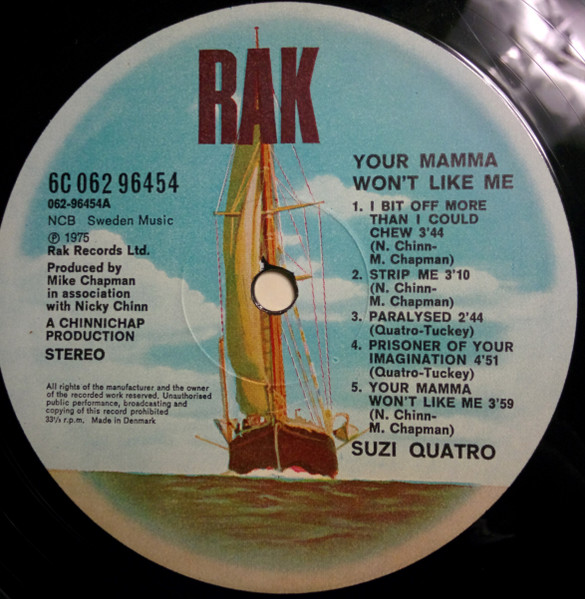 RAK
6C 062 96454
062-96454A
NCB Sweden Music
℗ 1975
Rak Records Ltd.
Produced by
Mike Chapman
in association
with Nicky Chinn
A CHINNICHAP
PRODUCTION
STEREO
All rights of the manufacturer and the owner
of the recorded work reserved. Unauthorised
public performance, broadcasting and
copying of this record prohibited
33⅓ r.p.m. Made in Denmark
YOUR MAMMA
WON'T LIKE ME
1. I BIT OFF MORE
THAN I COULD
CHEW 3'44
(N. Chinn-
M. Chapman)
2. STRIP ME 3'10
(N. Chinn-
M. Chapman)
3. PARALYSED 2'44
(Quatro-Tuckey)
4. PRISONER OF YOUR
IMAGINATION 4'51
(Quatro-Tuckey)
5. YOUR MAMMA
WON'T LIKE ME 3'59
(N. Chinn-
M. Chapman)
SUZI QUATRO